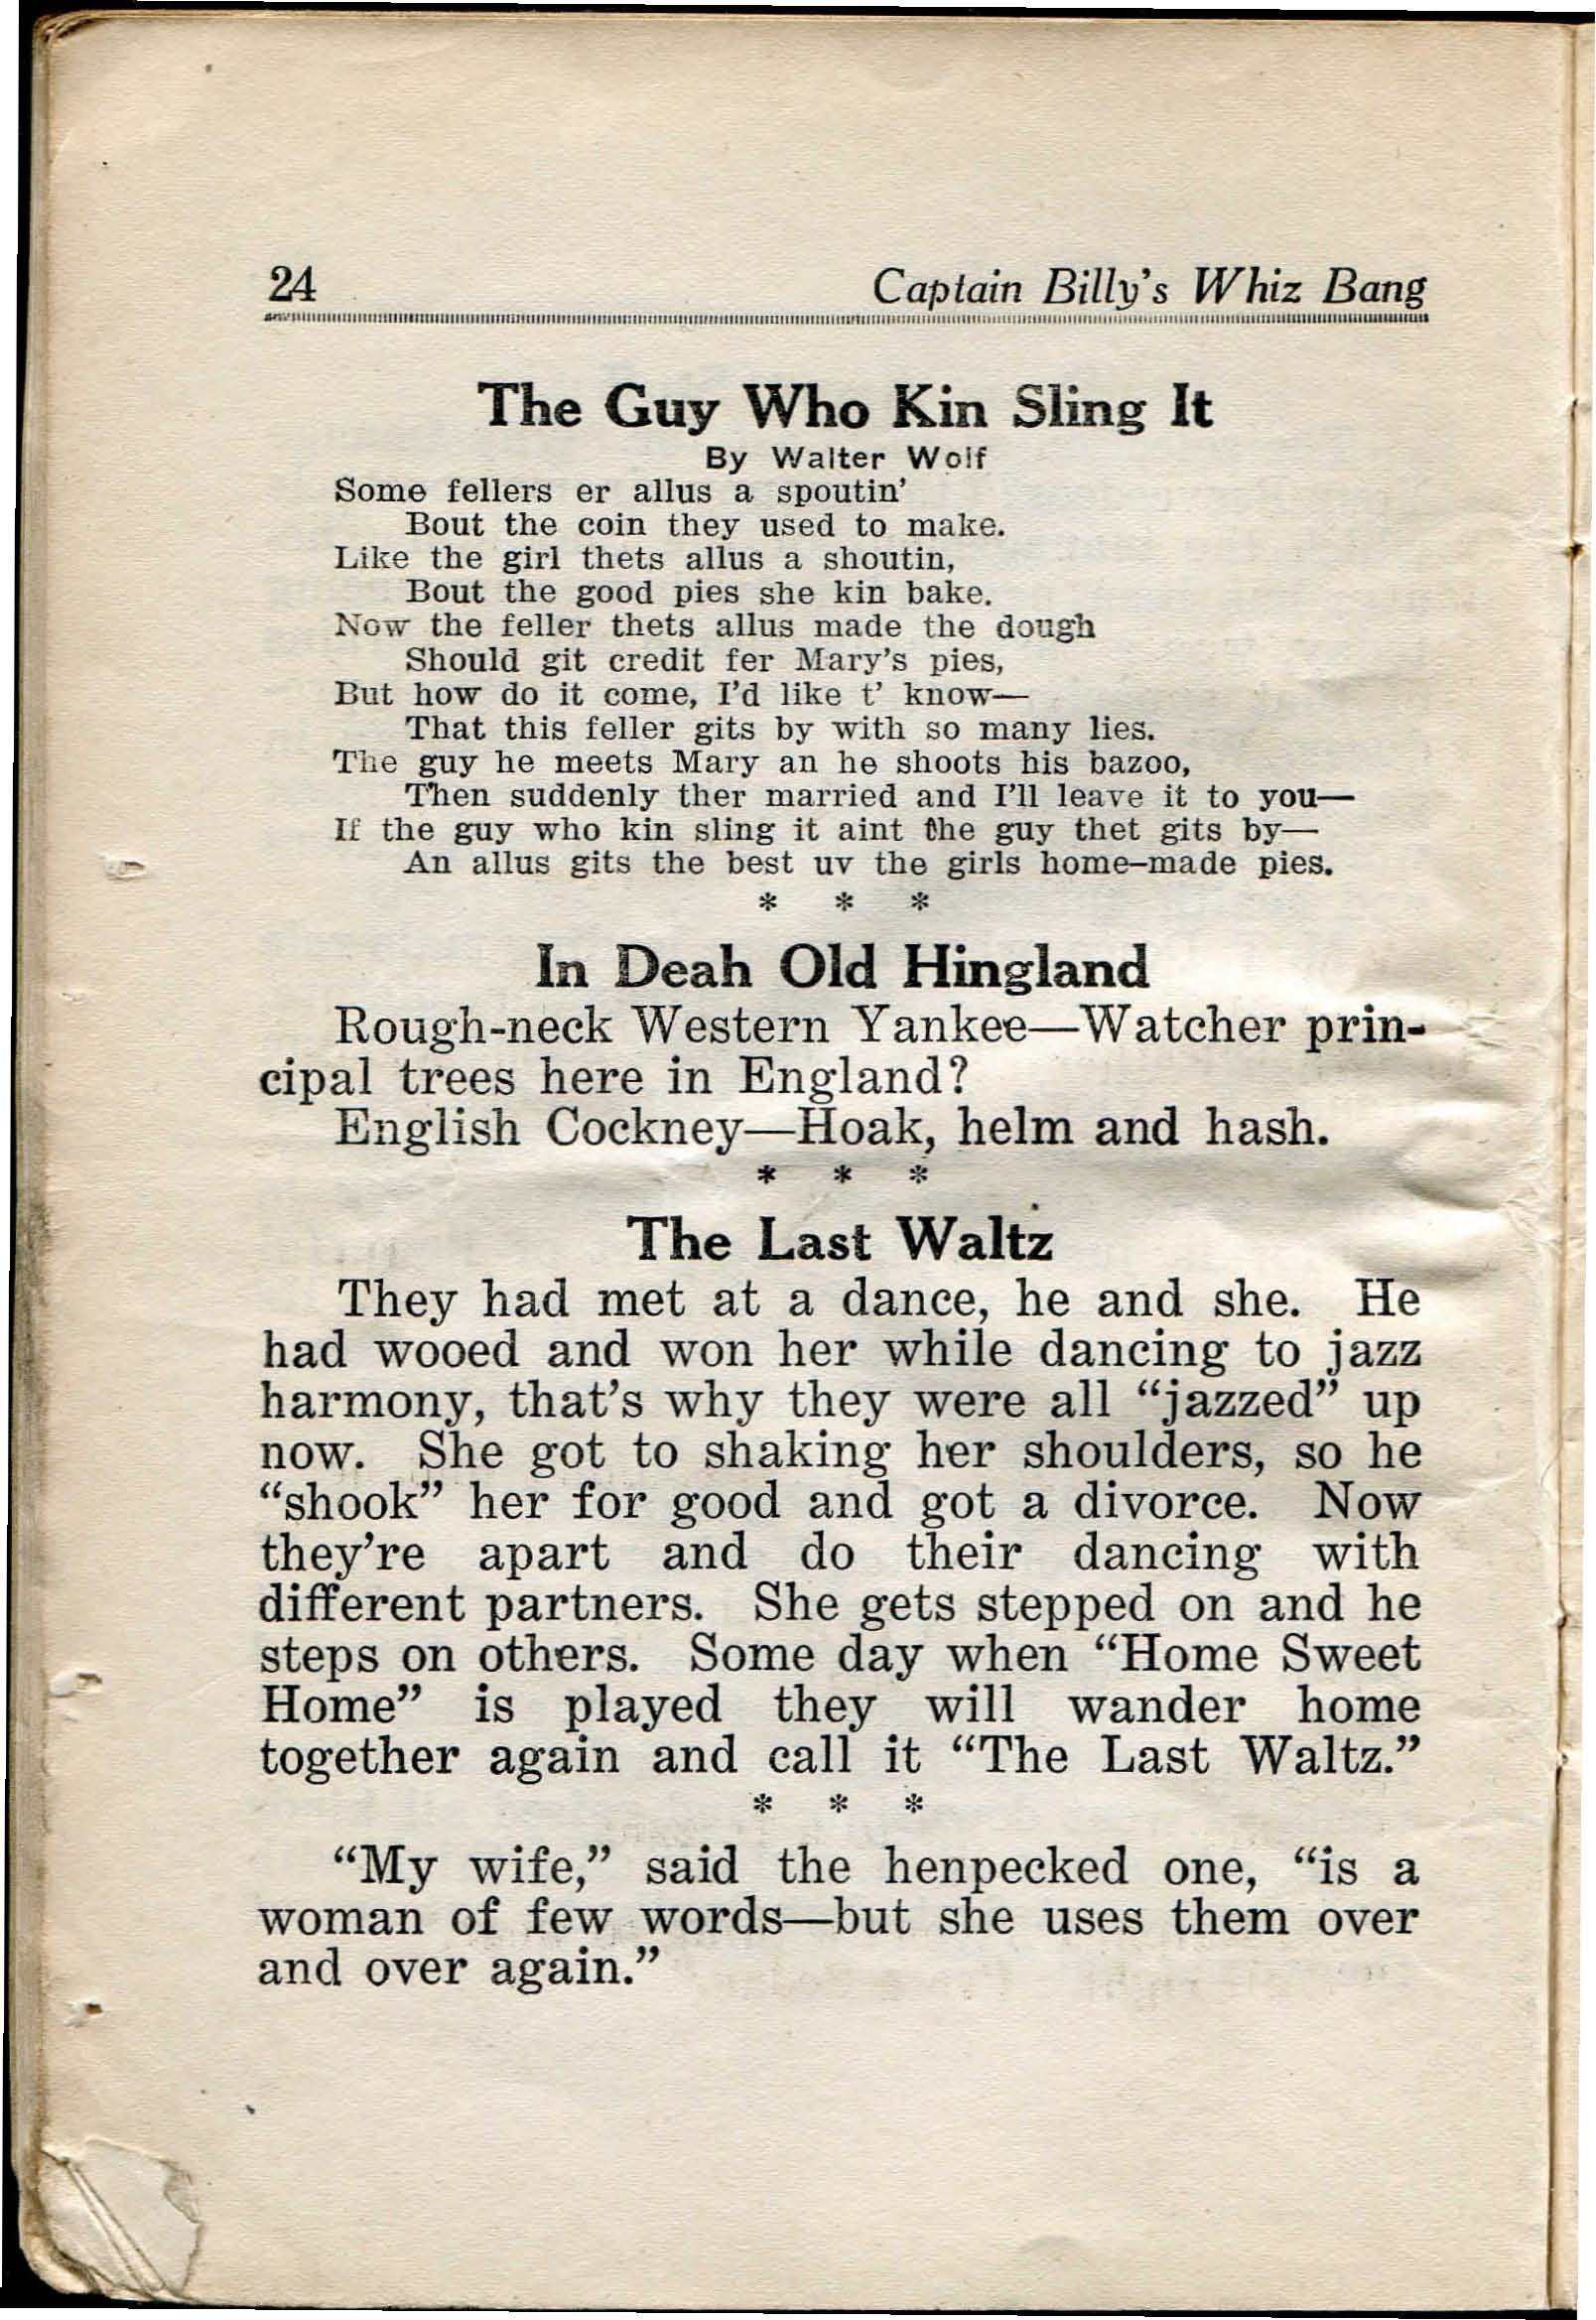 24 Captain Billy's Whiz Bang
The Guy Who Kin Sling It
By Walter Wolf
Some fellers er allus a spoutin'
Bout the coin they used to make.
Like the girl thets allus a shoutin,
Bout the good pies she kin bake.
Now the feller thets allus made the dough
Should git credit fer Mary's pies,
But how do it come, I'd like t' know—
That this feller gits by with so many lies.
The guy he meets Mary an he shoots his bazoo,
Then suddenly ther married and I'll leave it to you—
If the guy who kin sling it aint the guy thet gits by—
An allus gits the best uv the girls home-made pies.
* * *
In Deah Old Hingland
Rough-neck Western Yankee—Watcher prin-
cipal trees here in England?
English Cockney—Hoak, helm and hash.
* * *
The Last Waltz
They had met at a dance, he and she. He
had wooed and won her while dancing to jazz
harmony, that's why they were all "jazzed" up
now. She got to shaking her shoulders, so he
"shook" her for good and got a divorce. Now
they're apart and do their dancing with
different partners. She gets stepped on and he
steps on others. Some day when "Home Sweet
Home" is played they will wander home
together again and call it "The Last Waltz."
* * *
"My wife," said the henpecked one, "is a
woman of few words—but she uses them over
and over again."